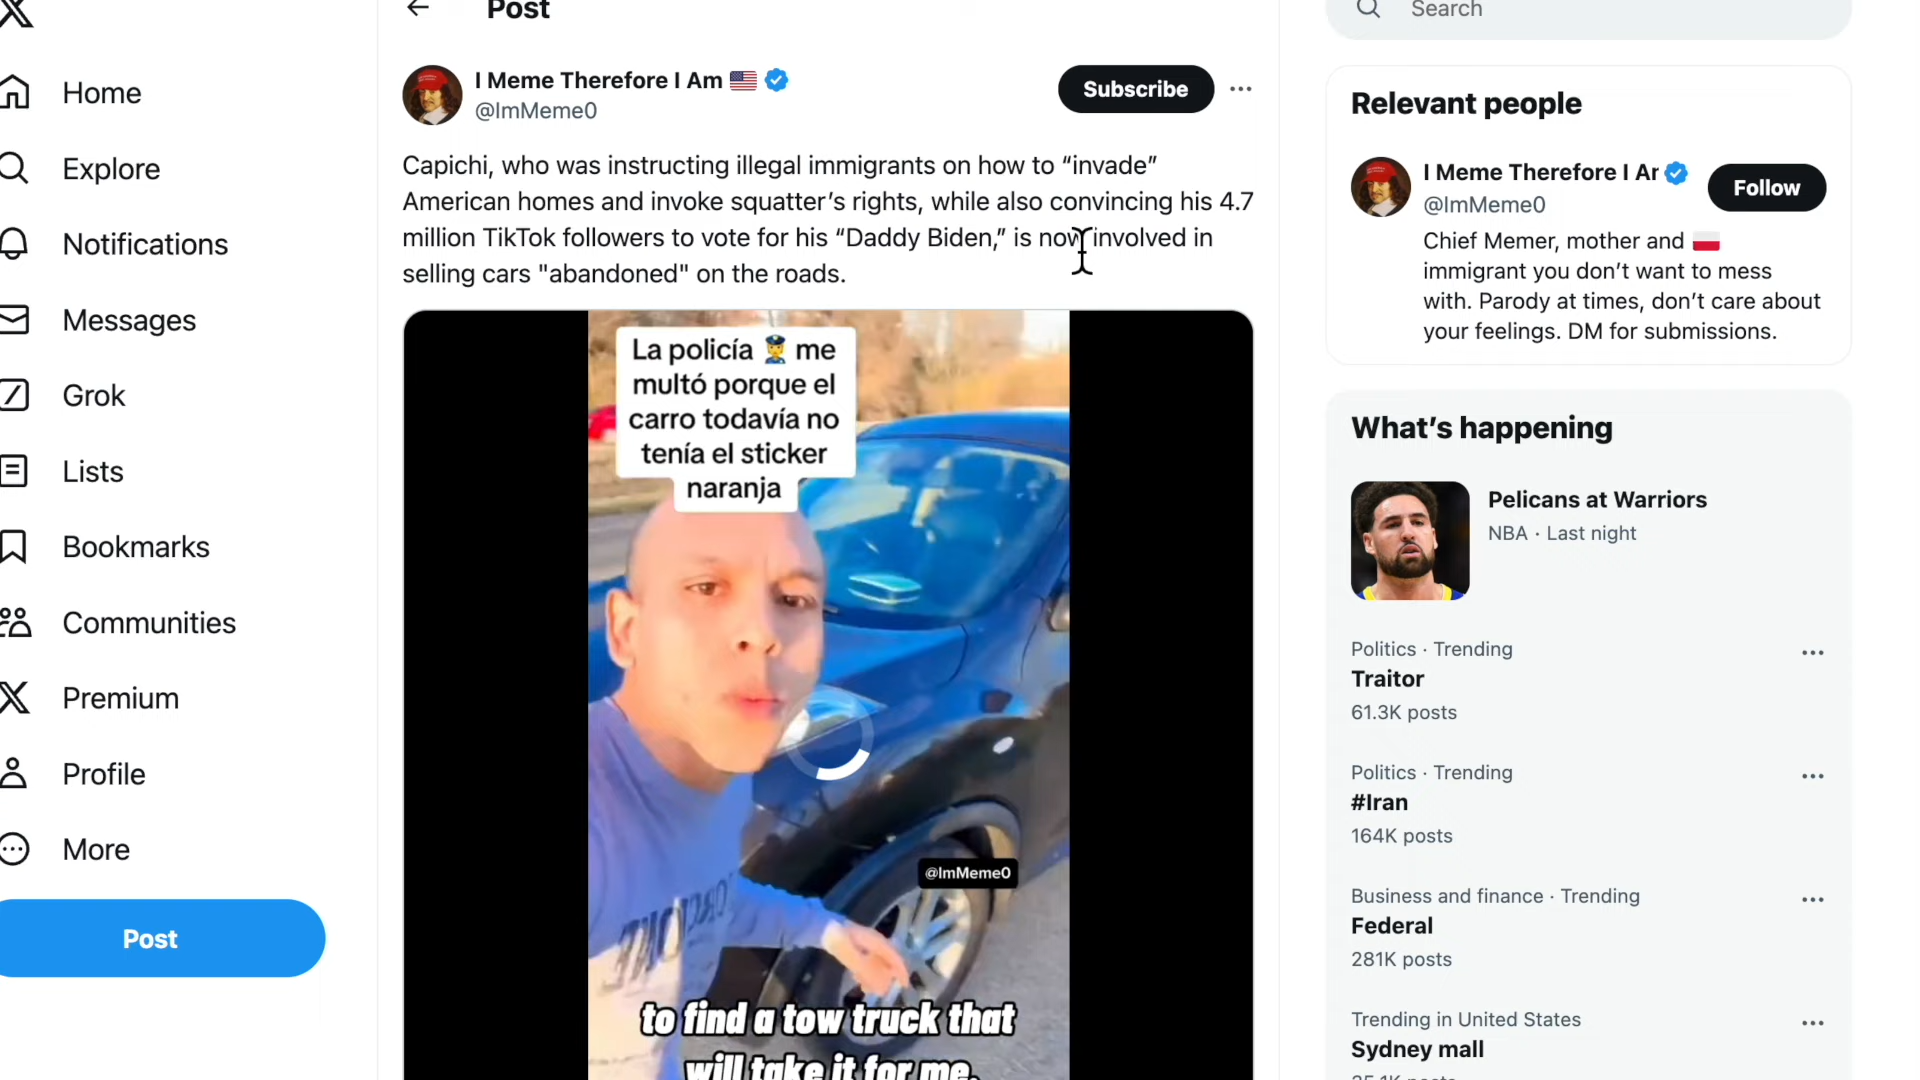 Post
Search
Home
Explore
Notifications
Messages
Grok
Lists
Bookmarks
Communities
Premium
Profile
More
Post
I Meme Therefore I Am 🇺🇸
@ImMeme0
Subscribe
Capichi, who was instructing illegal immigrants on how to “invade”
American homes and invoke squatter’s rights, while also convincing his 4.7
million TikTok followers to vote for his “Daddy Biden,” is now involved in
selling cars "abandoned" on the roads.
La policía 👮 me
multó porque el
carro todavía no
tenía el sticker
naranja
@ImMeme0
to find a tow truck that
will take it for me.
Relevant people
I Meme Therefore I Ar
@ImMeme0
Follow
Chief Memer, mother and 🇵🇱
immigrant you don’t want to mess
with. Parody at times, don’t care about
your feelings. DM for submissions.
What’s happening
Pelicans at Warriors
NBA · Last night
Politics · Trending
Traitor
61.3K posts
Politics · Trending
#Iran
164K posts
Business and finance · Trending
Federal
281K posts
Trending in United States
Sydney mall